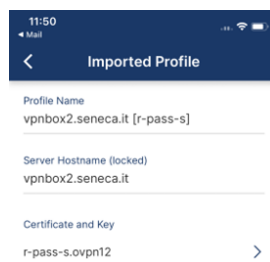 11:50
◀ Mail
Imported Profile
Profile Name
vpnbox2.seneca.it [r-pass-s]
Server Hostname (locked)
vpnbox2.seneca.it
Certificate and Key
r-pass-s.ovpn12